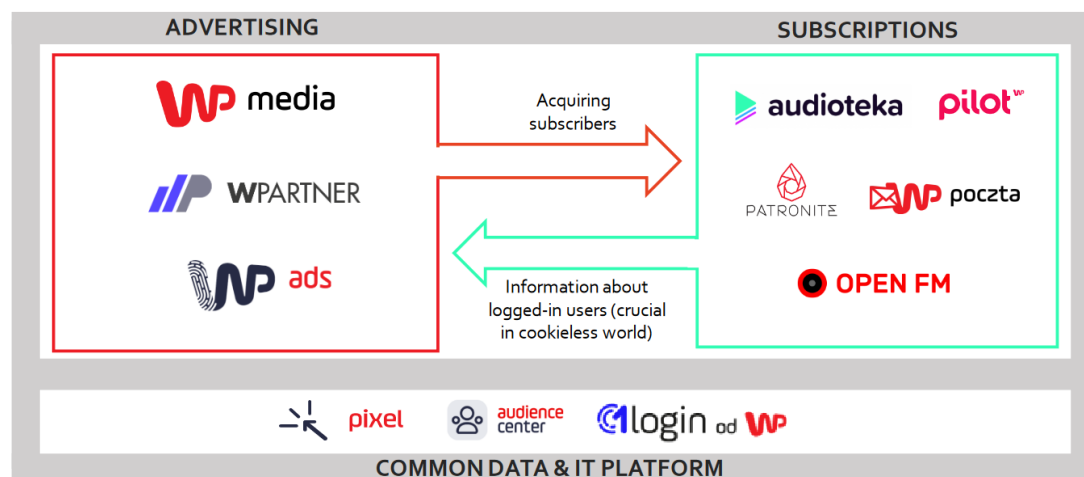 ADVERTISING
SUBSCRIPTIONS
WP media
WPARTNER
WP ads
Acquiring
subscribers
Information about
logged-in users (crucial
in cookieless world)
audioteka
pilot WP
PATRONITE
WP poczta
OPEN FM
pixel
audience
center
1login od WP
COMMON DATA & IT PLATFORM